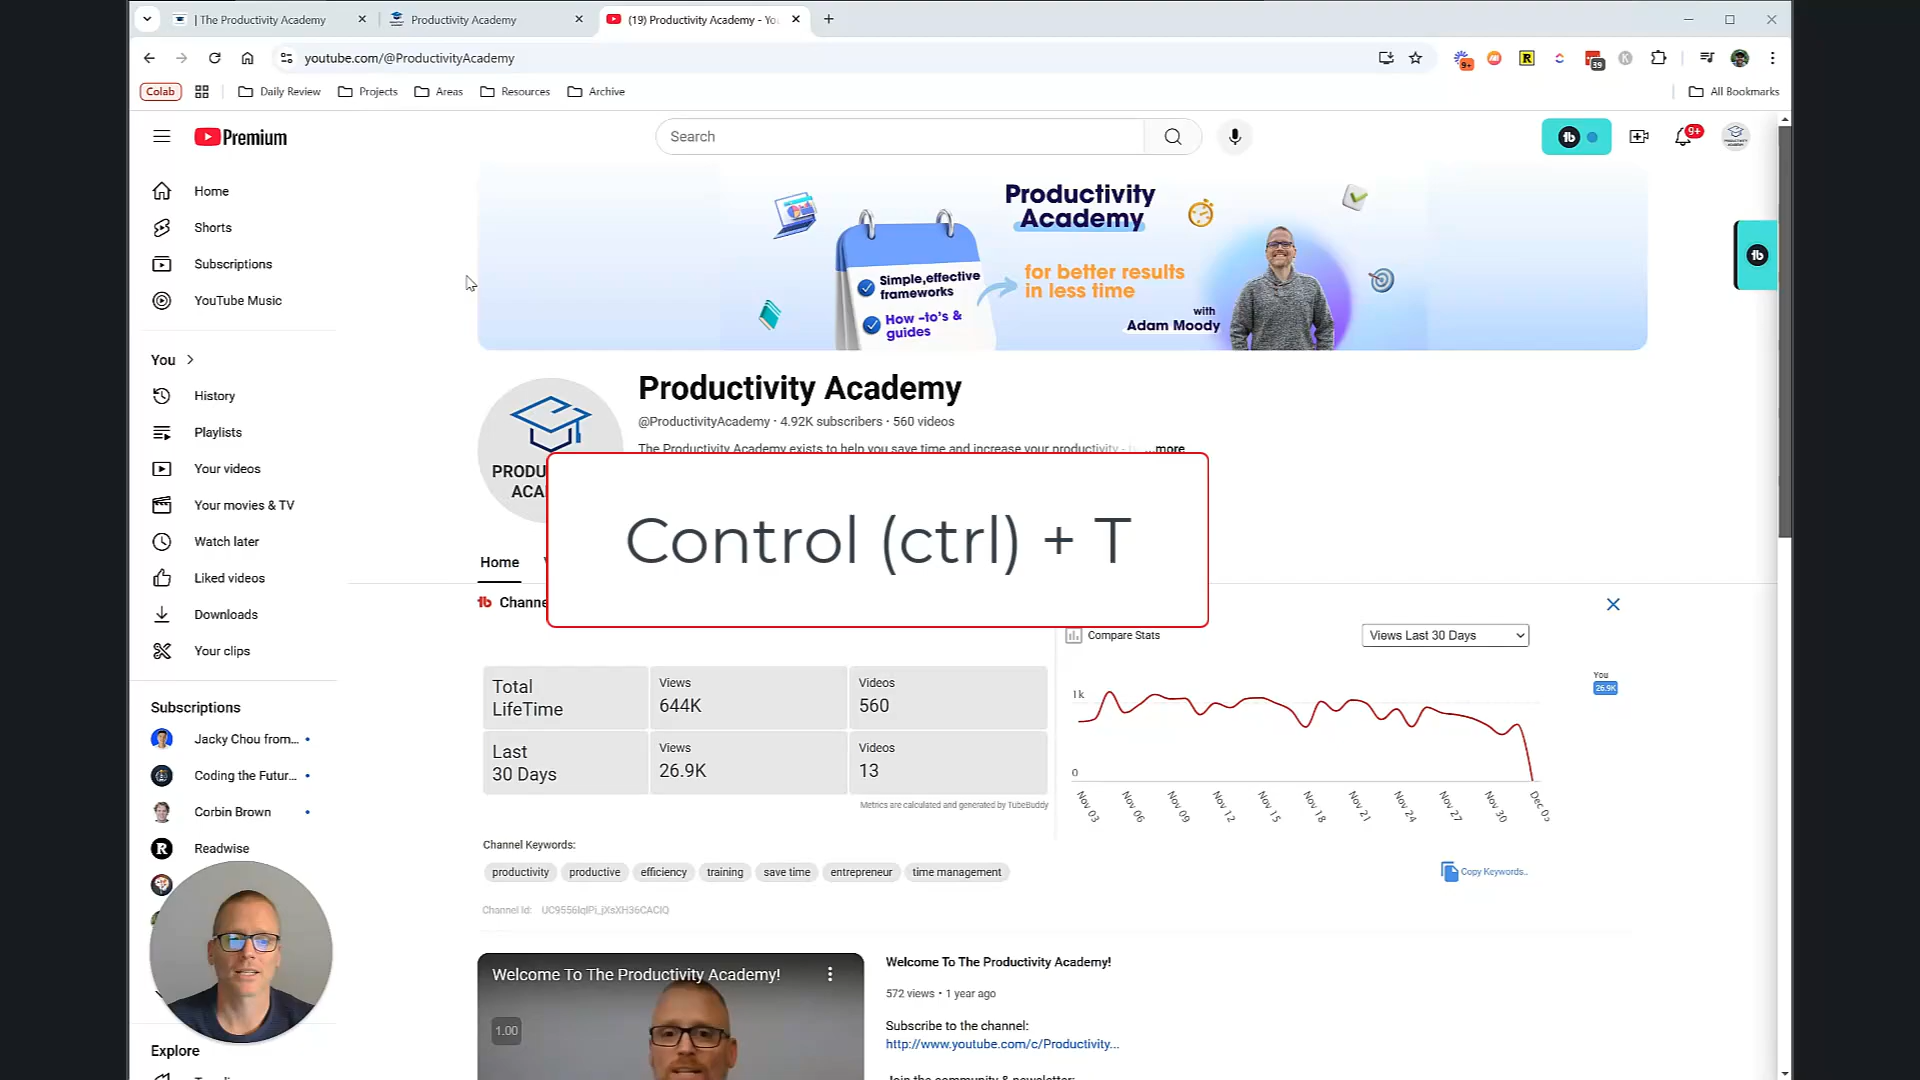 | The Productivity Academy
Productivity Academy
(19) Productivity Academy - Yo
youtube.com/@ProductivityAcademy
9+
R
39
K
Colab
Daily Review
Projects
Areas
Resources
Archive
All Bookmarks
Premium
Search
tb
9+
Home
Shorts
Subscriptions
YouTube Music
You
History
Playlists
Your videos
Your movies & TV
Watch later
Liked videos
Downloads
Your clips
Subscriptions
Jacky Chou from...
Coding the Futur...
Corbin Brown
Readwise
Explore
Productivity
Academy
Simple,effective
frameworks
How -to's &
guides
for better results
in less time
with
Adam Moody
tb
Productivity Academy
@ProductivityAcademy • 4.92K subscribers • 560 videos
The Productivity Academy exists to help you save time and increase your productivity - ...more
PRODU
ACA
Control (ctrl) + T
Home
tb Channe
Compare Stats
Views Last 30 Days
Total
LifeTime
Views
644K
Videos
560
Last
30 Days
Views
26.9K
Videos
13
Metrics are calculated and generated by TubeBuddy
1k
0
Nov 03
Nov 06
Nov 09
Nov 12
Nov 15
Nov 18
Nov 21
Nov 24
Nov 27
Nov 30
Dec 03
You
26.9K
Channel Keywords:
productivity
productive
efficiency
training
save time
entrepreneur
time management
Copy Keywords..
Channel Id:
Welcome To The Productivity Academy!
1.00
Welcome To The Productivity Academy!
572 views • 1 year ago
Subscribe to the channel:
http://www.youtube.com/c/Productivity...
Join the community & newsletter: